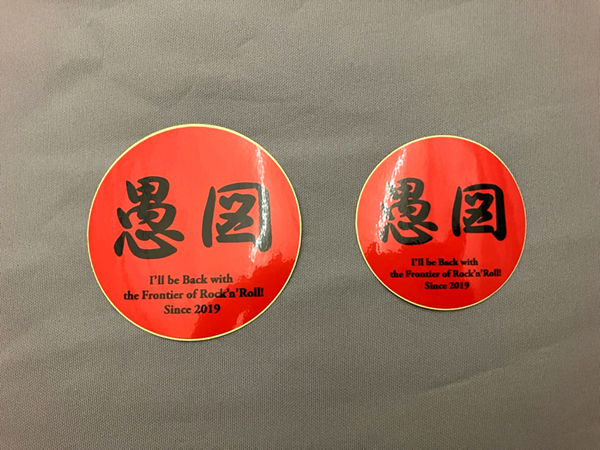 愚図
I'll be Back with
the Frontier of Rock'n'Roll!
Since 2019
愚図
I'll be Back with
the Frontier of Rock'n'Roll!
Since 2019